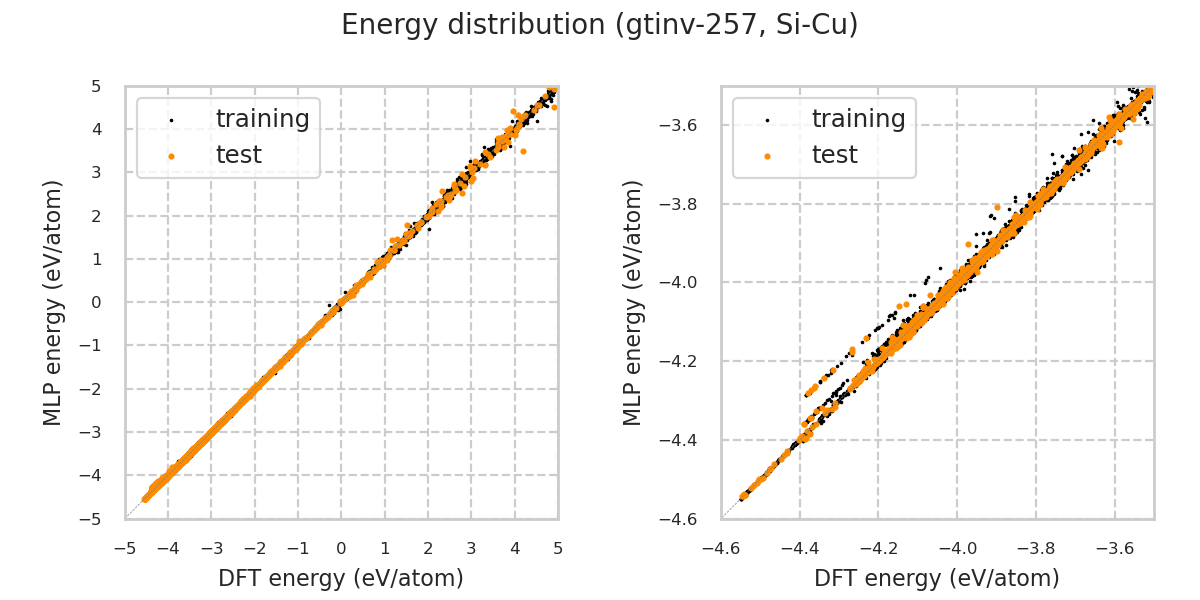 Energy distribution (gtinv-257, Si-Cu)
training
test
5
4
3
2
1
0
−1
−2
−3
−4
−5
−5 −4 −3 −2 −1 0 1 2 3 4 5
MLP energy (eV/atom)
DFT energy (eV/atom)
training
test
−3.6
−3.8
−4.0
−4.2
−4.4
−4.6
−4.6 −4.4 −4.2 −4.0 −3.8 −3.6
MLP energy (eV/atom)
DFT energy (eV/atom)